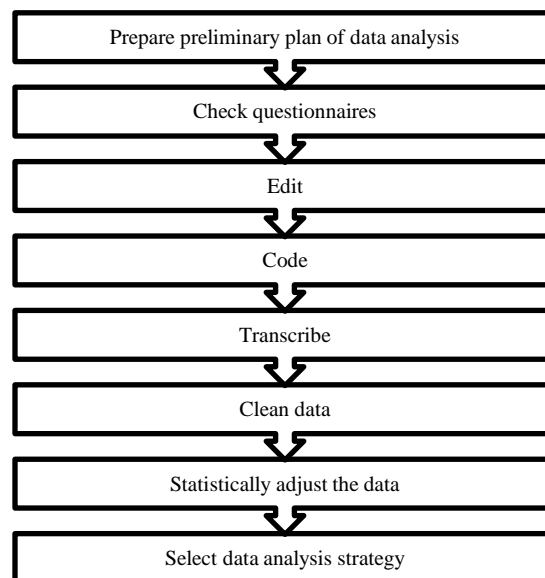 Prepare preliminary plan of data analysis
Check questionnaires
Edit
Code
Transcribe
Clean data
Statistically adjust the data
Select data analysis strategy